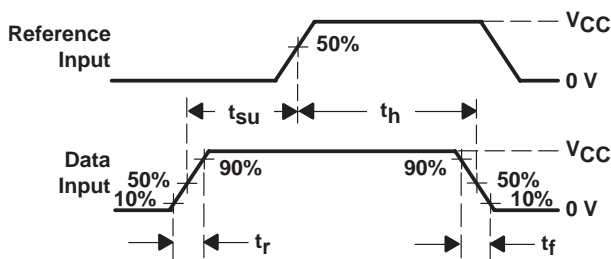 Reference
Input
50%
VCC
0 V
tsu
th
Data
Input
50%
10%
90%
90%
50%
10%
VCC
0 V
tr
tf